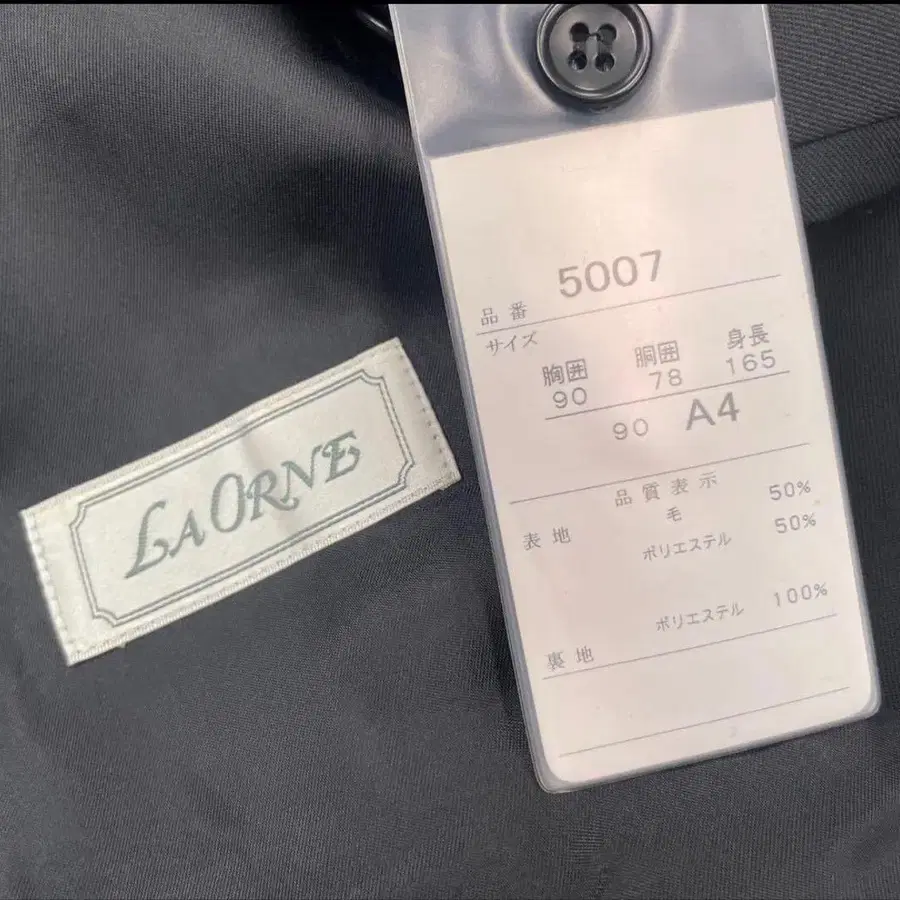 LA ORNE
品番 5007
サイズ
胸囲 胴囲 身長
90 78 165
90 A4
品質表示
表地 毛 50%
ポリエステル 50%
ポリエステル 100%
裏地